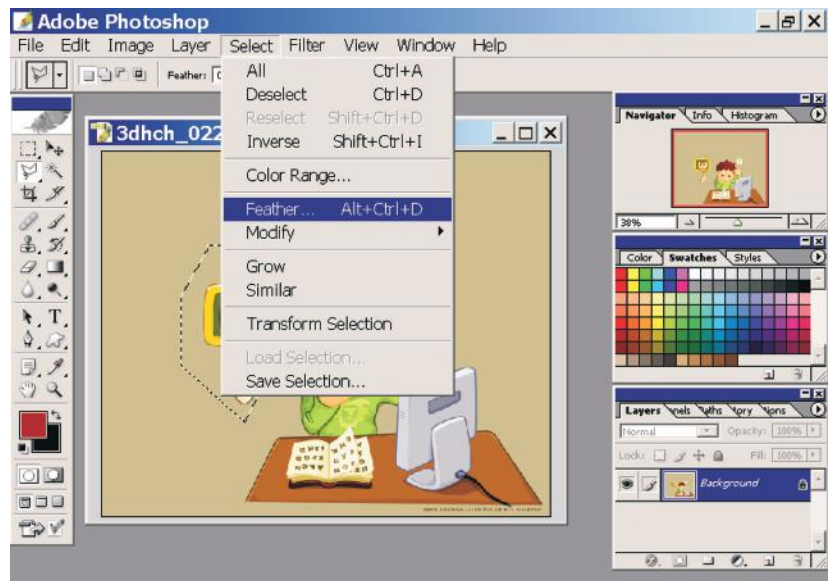 Adobe Photoshop
File Edit Image Layer Select Filter View Window Help
Feather:
All Ctrl+A
Deselect Ctrl+D
Reselect Shift+Ctrl+D
Inverse Shift+Ctrl+I
Color Range...
Feather... Alt+Ctrl+D
Modify
Grow
Similar
Transform Selection
Load Selection...
Save Selection...
3dhch_022
Navigator Info Histogram
38%
Color Swatches Styles
Layers
Normal Opacity: 100%
Lock: Fill: 100%
Background